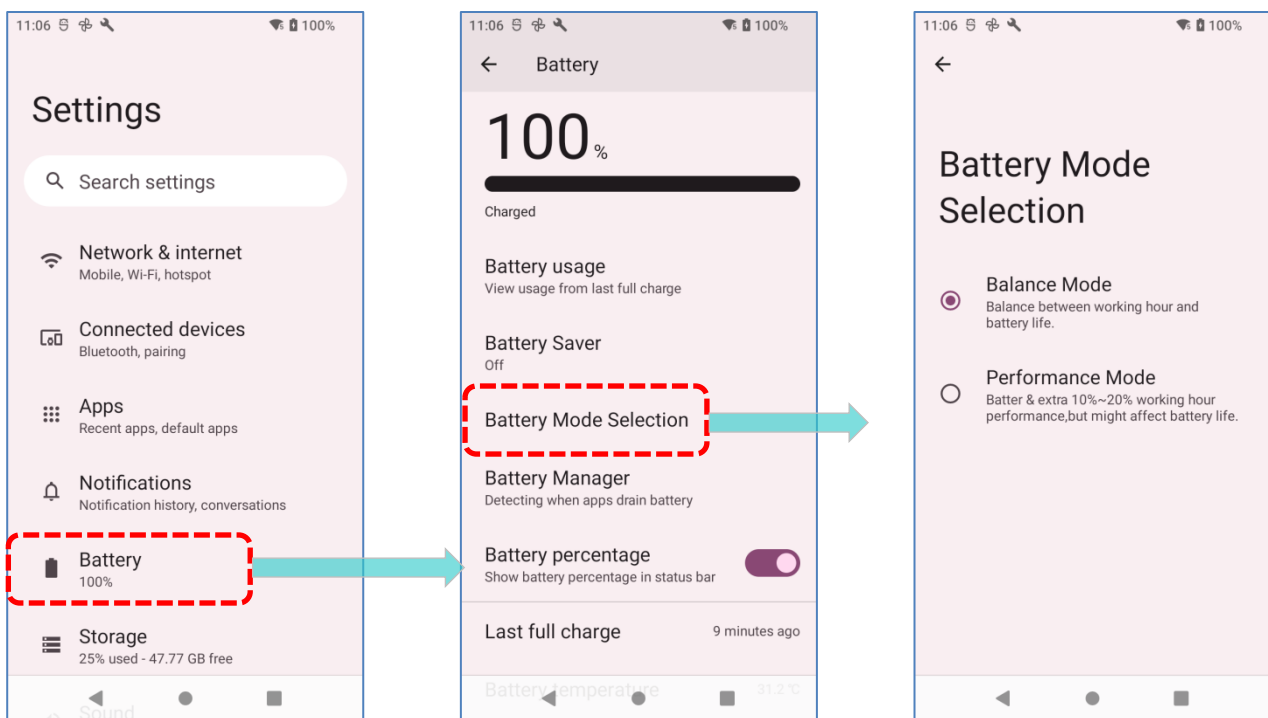 11:06 100%
Settings
Search settings
Network & internet
Mobile, Wi-Fi, hotspot
Connected devices
Bluetooth, pairing
Apps
Recent apps, default apps
Notifications
Notification history, conversations
Battery
100%
Storage
25% used - 47.77 GB free
Sound
11:06 100%
Battery
100 %
Charged
Battery usage
View usage from last full charge
Battery Saver
Off
Battery Mode Selection
Battery Manager
Detecting when apps drain battery
Battery percentage
Show battery percentage in status bar
Last full charge 9 minutes ago
Battery temperature 31.2 °C
11:06 100%
Battery Mode
Selection
Balance Mode
Balance between working hour and
battery life.
Performance Mode
Batter & extra 10%~20% working hour
performance,but might affect battery life.